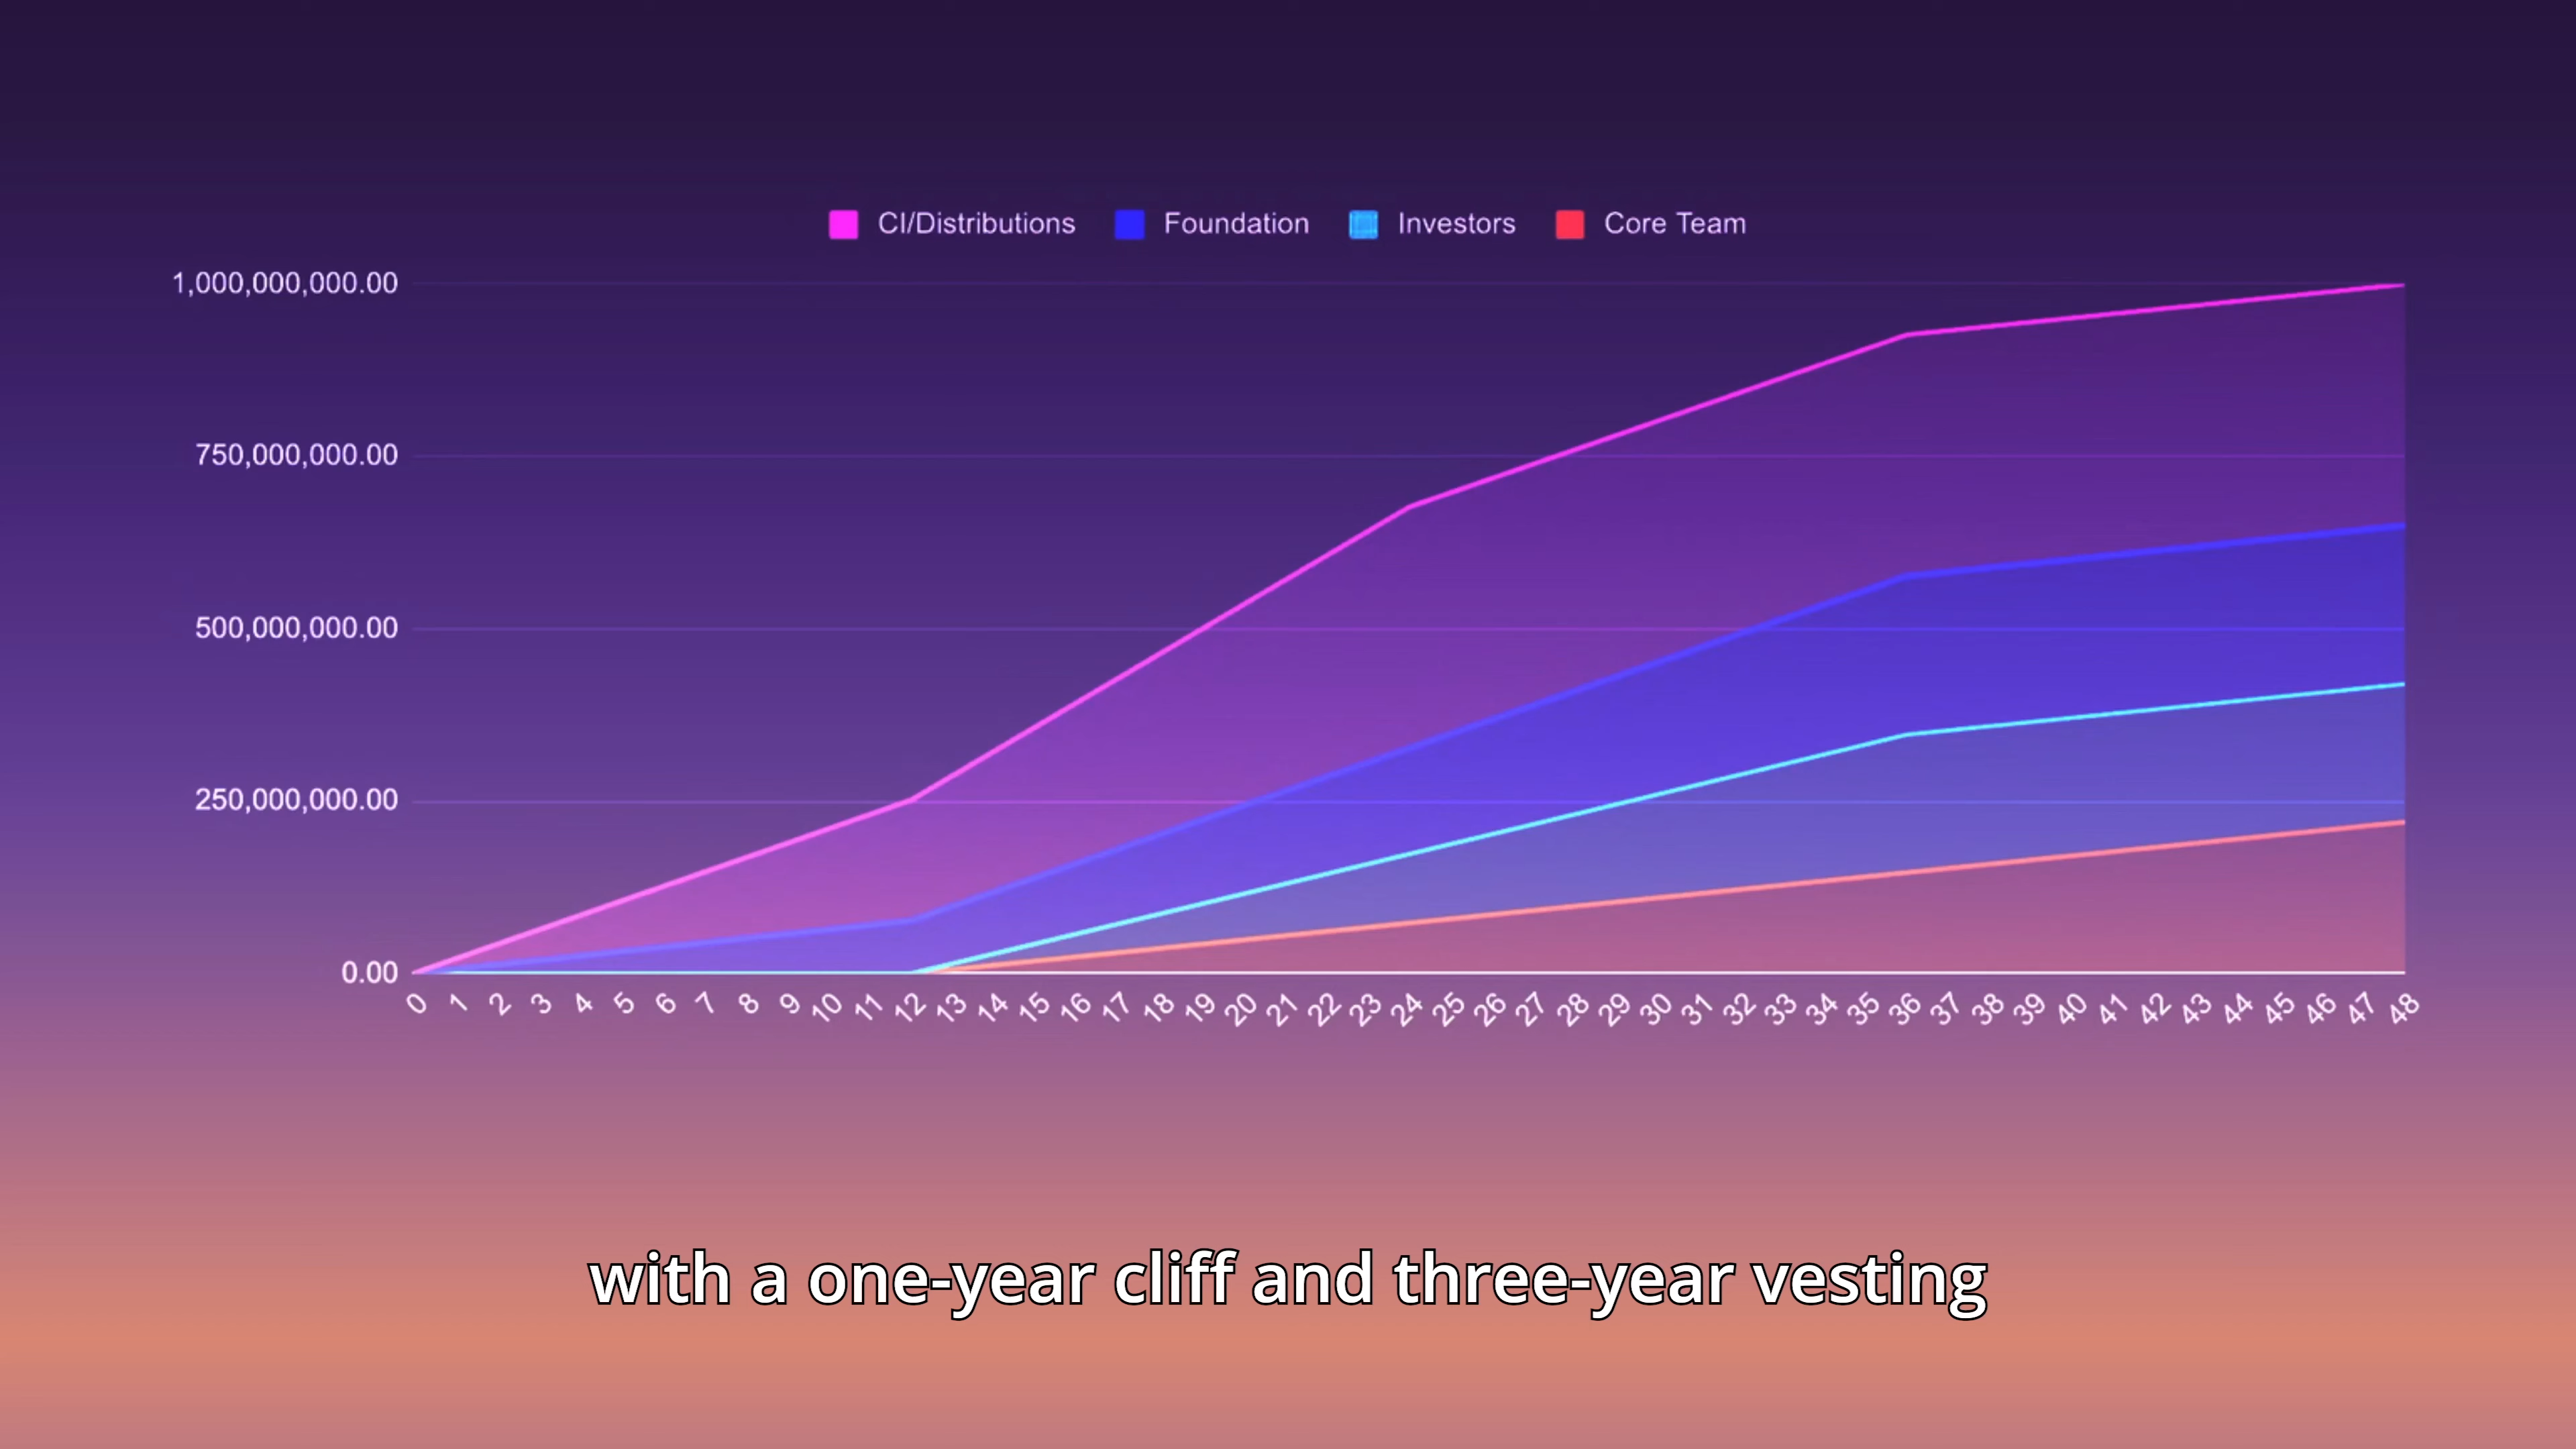 CI/Distributions Foundation Investors Core Team
1,000,000,000.00
750,000,000.00
500,000,000.00
250,000,000.00
0.00
0 1 2 3 4 5 6 7 8 9 10 11 12 13 14 15 16 17 18 19 20 21 22 23 24 25 26 27 28 29 30 31 32 33 34 35 36 37 38 39 40 41 42 43 44 45 46 47 48
with a one-year cliff and three-year vesting